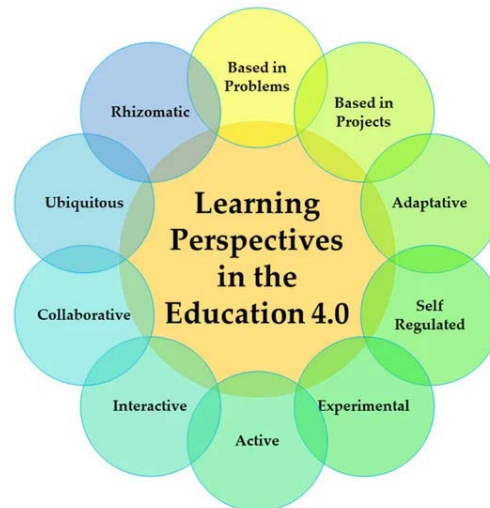 Based in
Problems
Based in
Projects
Adaptative
Self
Regulated
Experimental
Active
Interactive
Collaborative
Ubiquitous
Rhizomatic
Learning
Perspectives
in the
Education 4.0